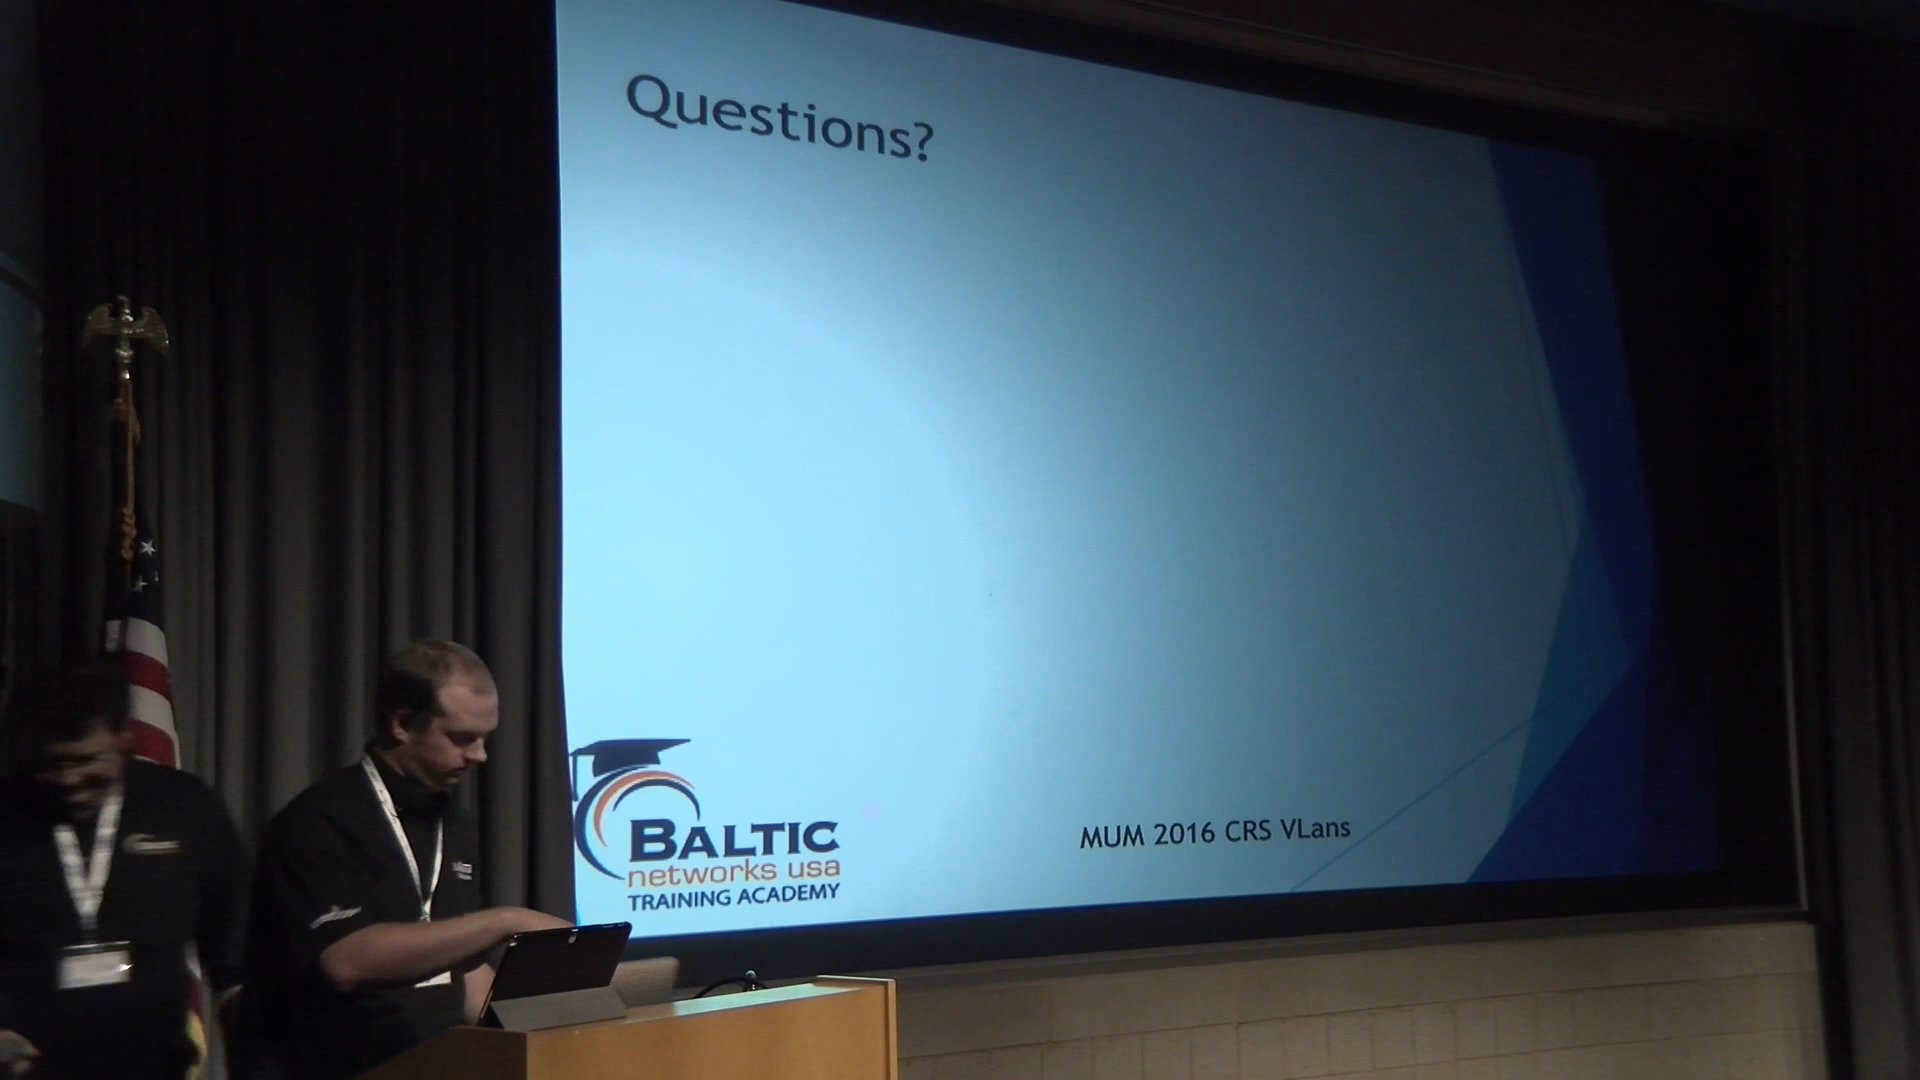 Questions?
BALTIC
networks usa
TRAINING ACADEMY
MUM 2016 CRS VLans